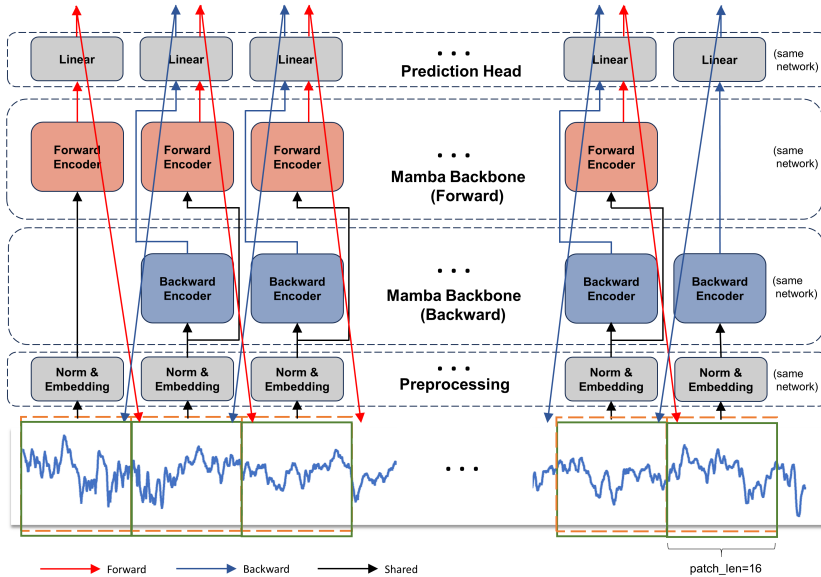 Linear
Linear
Linear
. . .
Linear
Linear
(same
network)
Prediction Head
Forward
Encoder
Forward
Encoder
Forward
Encoder
. . .
Forward
Encoder
(same
network)
Mamba Backbone
(Forward)
Backward
Encoder
Backward
Encoder
. . .
Backward
Encoder
Backward
Encoder
(same
network)
Mamba Backbone
(Backward)
Norm &
Embedding
Norm &
Embedding
Norm &
Embedding
. . .
Norm &
Embedding
Norm &
Embedding
(same
network)
Preprocessing
. . .
Forward
Backward
Shared
patch_len=16